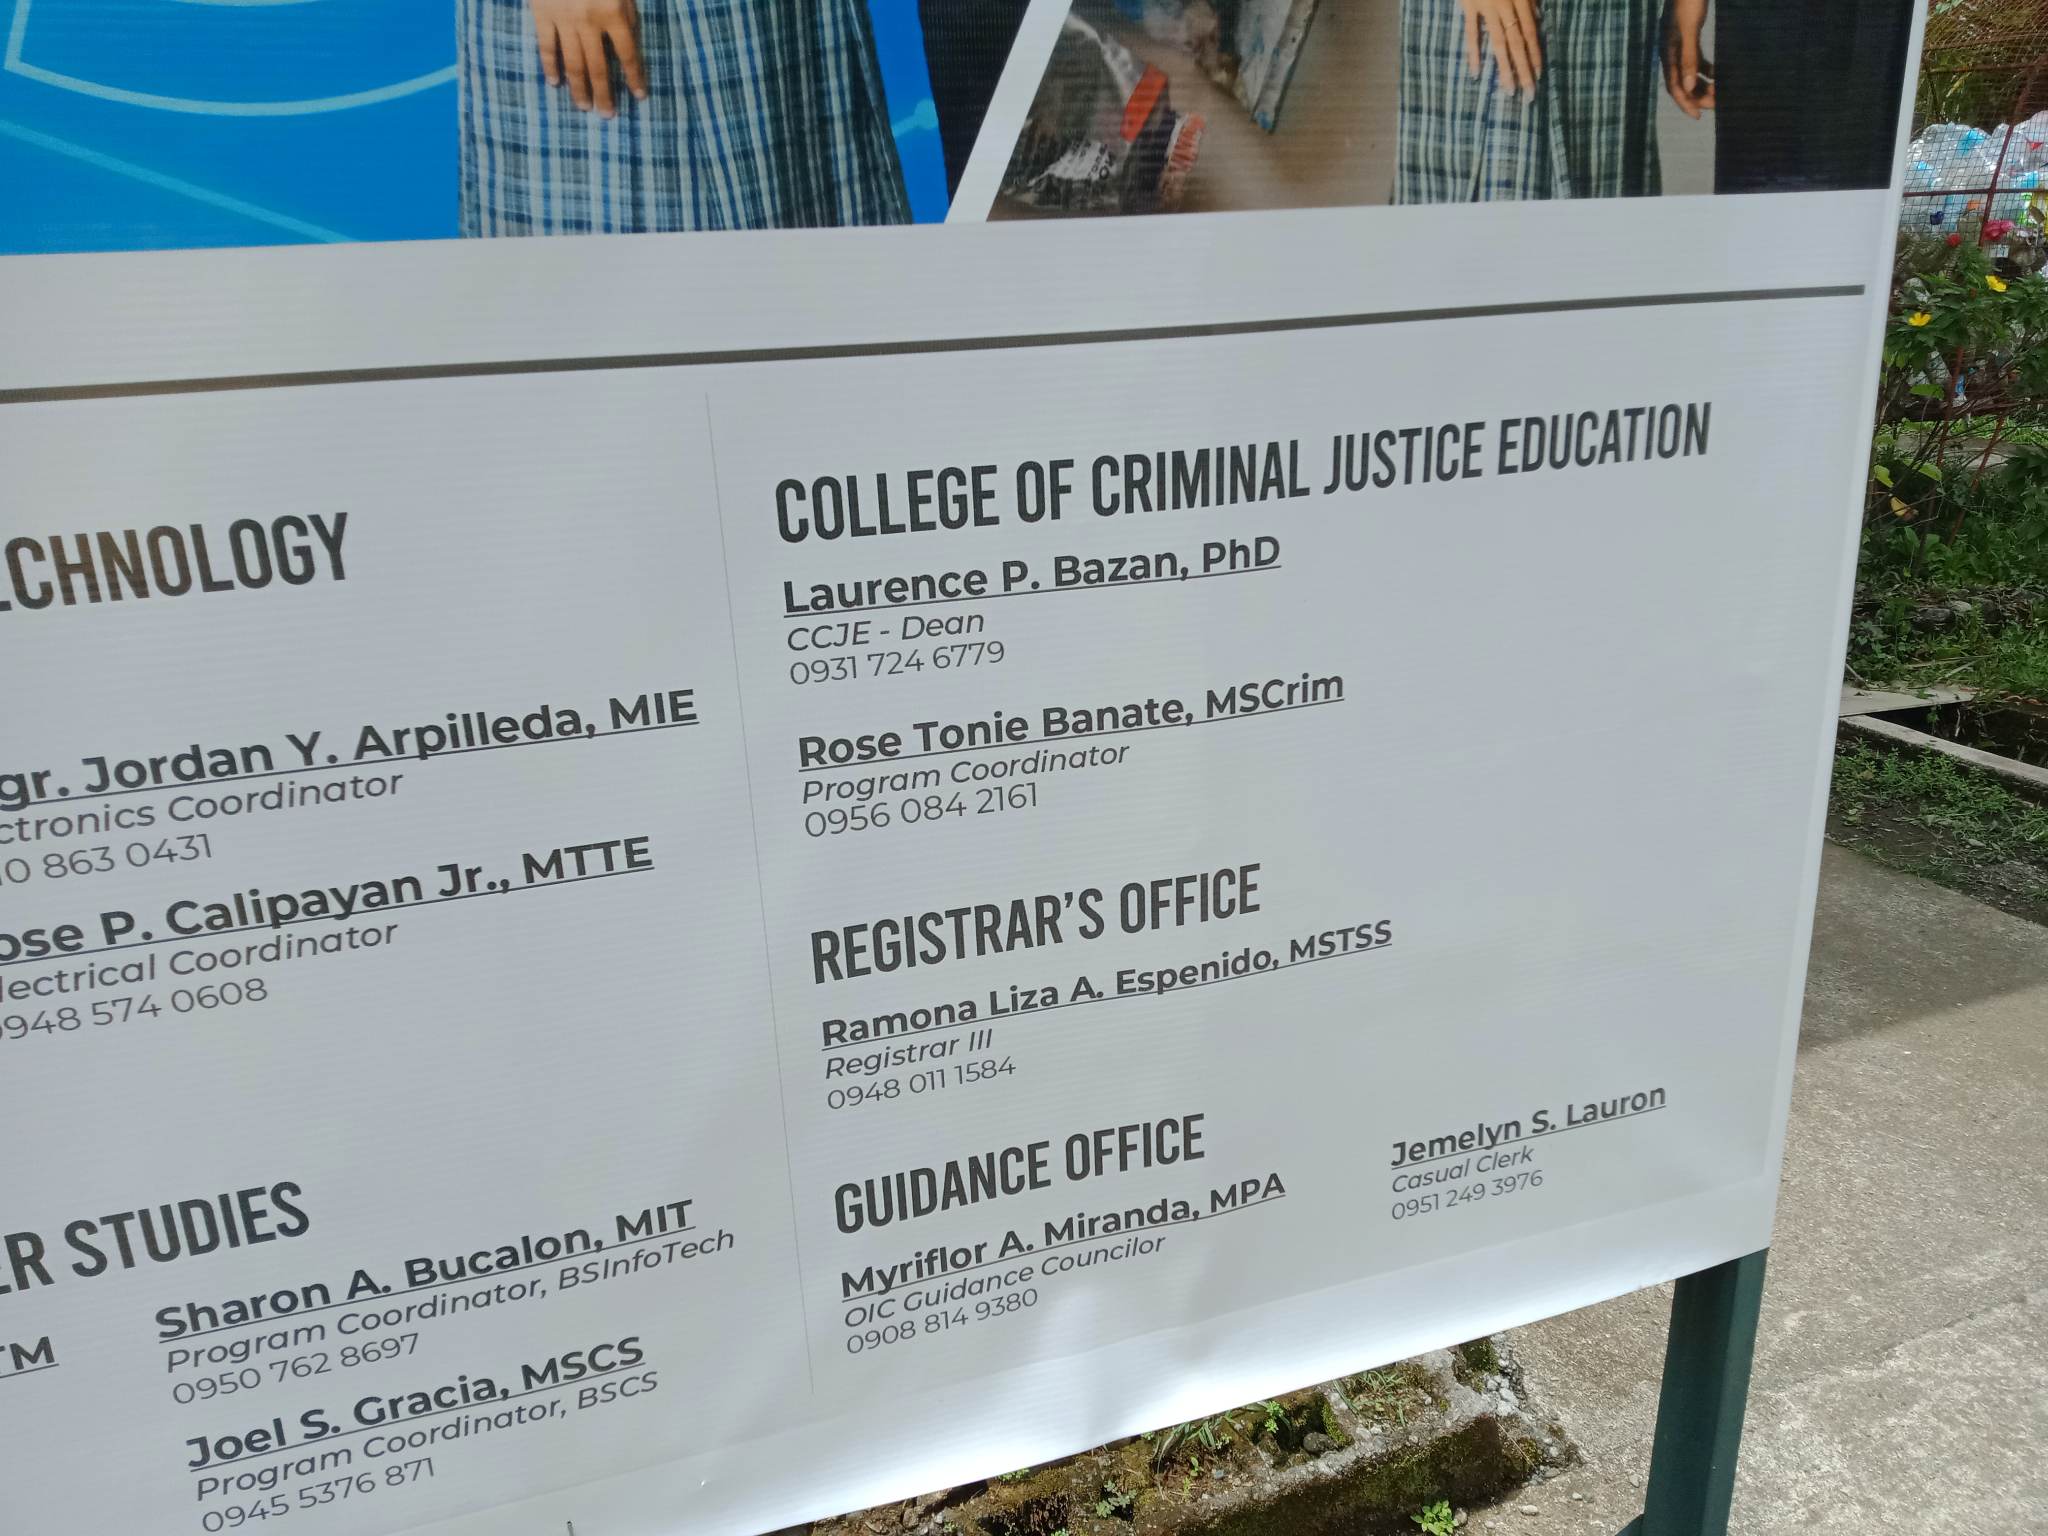 ECHNOLOGY
gr. Jordan Y. Arpilleda, MIE
ctronics Coordinator
10 863 0431
ose P. Calipayan Jr., MTTE
lectrical Coordinator
0948 574 0608
ER STUDIES
TM
Sharon A. Bucalon, MIT
Program Coordinator, BSInfoTech
0950 762 8697
Joel S. Gracia, MSCS
Program Coordinator, BSCS
0945 5376 871
COLLEGE OF CRIMINAL JUSTICE EDUCATION
Laurence P. Bazan, PhD
CCJE - Dean
0931 724 6779
Rose Tonie Banate, MSCrim
Program Coordinator
0956 084 2161
REGISTRAR'S OFFICE
Ramona Liza A. Espenido, MSTSS
Registrar III
0948 011 1584
GUIDANCE OFFICE
Myriflor A. Miranda, MPA
OIC Guidance Councilor
0908 814 9380
Jemelyn S. Lauron
Casual Clerk
0951 249 3976